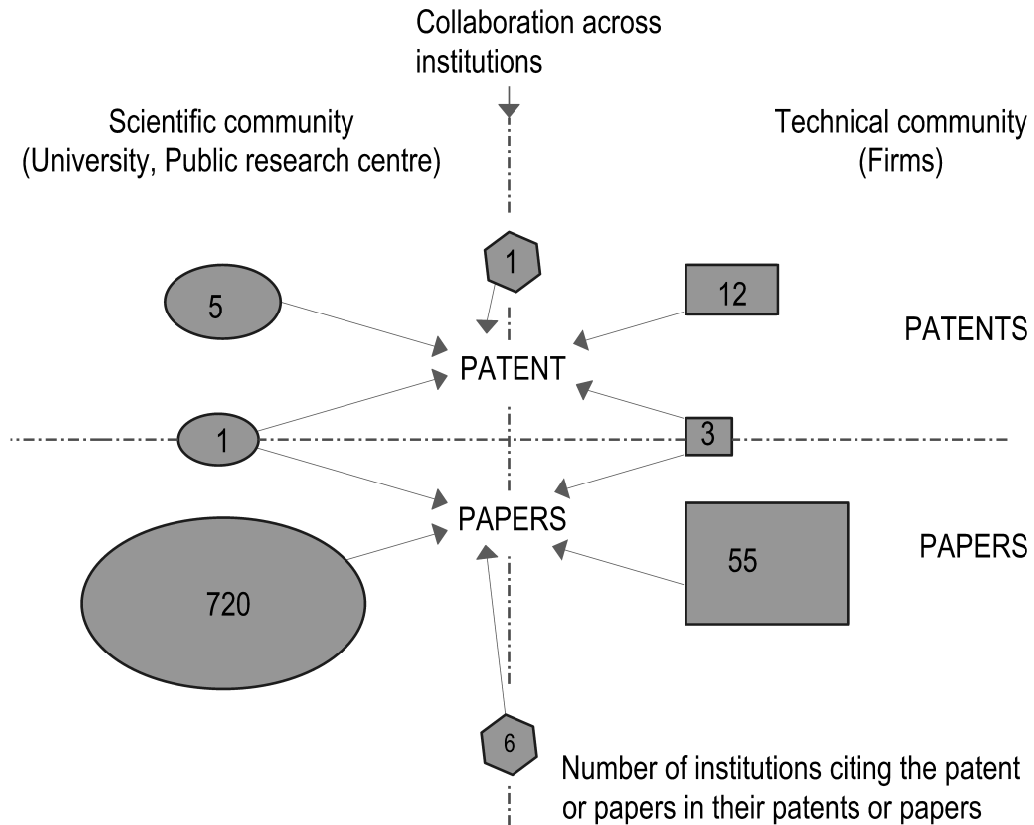 Collaboration across
institutions
Scientific community
(University, Public research centre)
Technical community
(Firms)
1
5
12
PATENTS
PATENT
1
3
PAPERS
PAPERS
55
720
6
Number of institutions citing the patent
or papers in their patents or papers